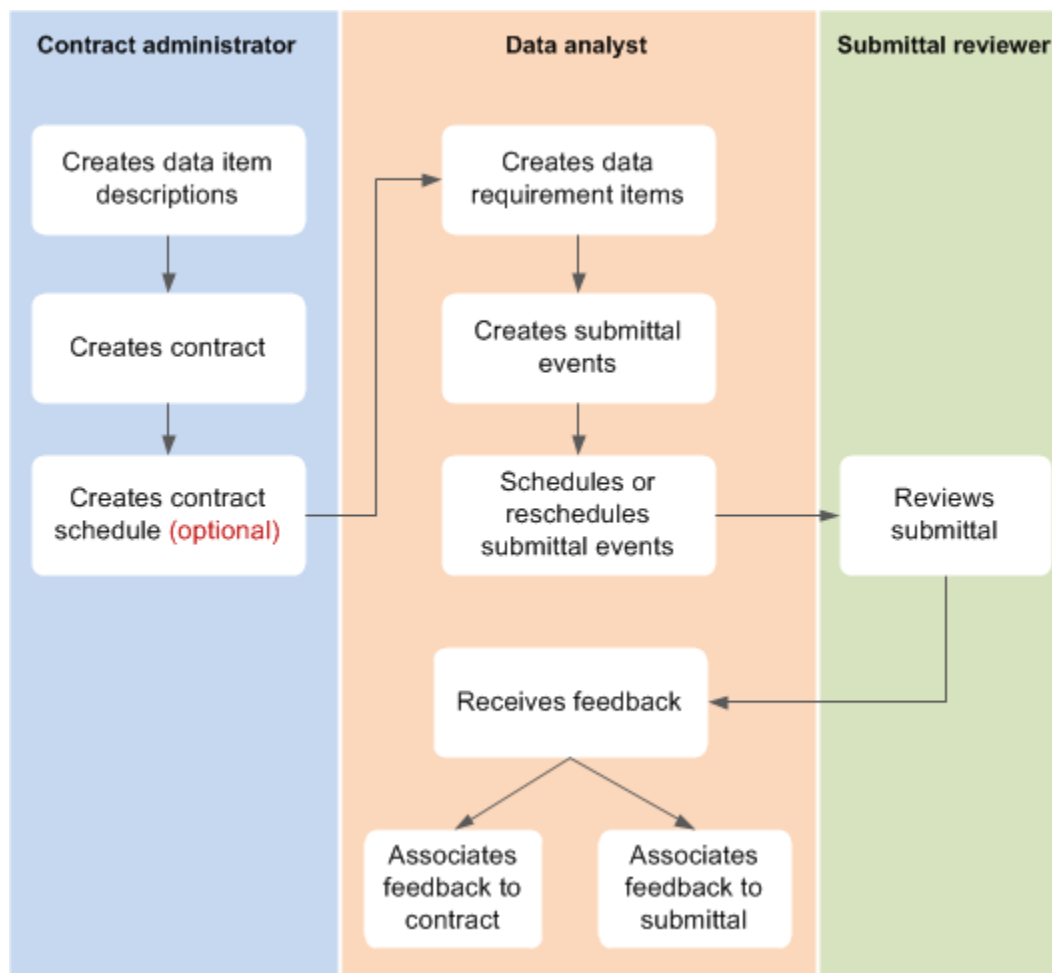 Contract administrator
Data analyst
Submittal reviewer
Creates data item
descriptions
Creates data
requirement items
Creates contract
Creates submittal
events
Creates contract
schedule (optional)
Schedules or
reschedules
submittal events
Reviews
submittal
Receives feedback
Associates
feedback to
contract
Associates
feedback to
submittal